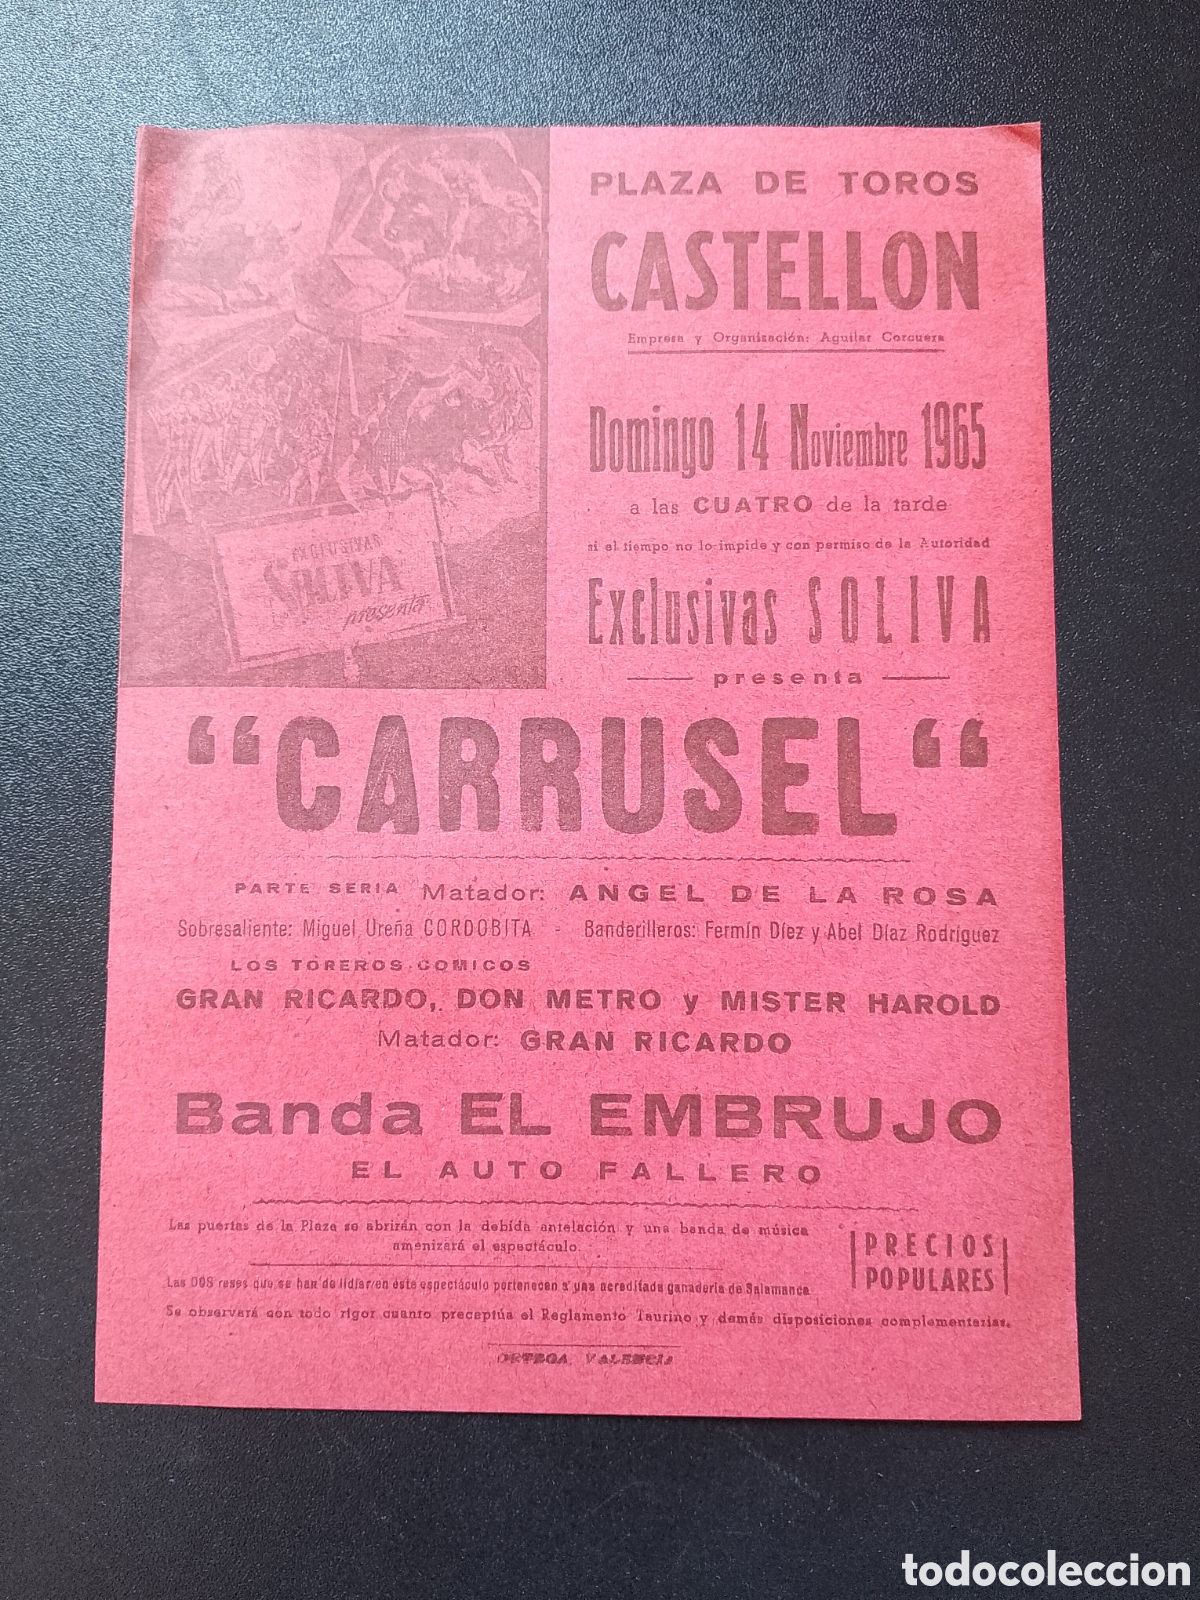 PLAZA DE TOROS
CASTELLON
Empresa y Organización: Aguilar Corcuera
Domingo 14 Noviembre 1965
a las CUATRO de la tarde
si el tiempo no lo impide y con permiso de la Autoridad
Exclusivas SOLIVA
presenta
EXCLUSIVAS
SOLIVA
presenta
““CARRUSEL““
PARTE SERIA Matador: ANGEL DE LA ROSA
Sobresaliente: Miguel Ureña CORDOBITA - Banderilleros: Fermín Díez y Abel Díaz Rodríguez
LOS TOREROS COMICOS
GRAN RICARDO, DON METRO y MISTER HAROLD
Matador: GRAN RICARDO
Banda EL EMBRUJO
EL AUTO FALLERO
Las puertas de la Plaza se abrirán con la debida antelación y una banda de música
amenizará el espectáculo.
PRECIOS
POPULARES
Las DOS reses que se han de lidiar en este espectáculo pertenecen a una acreditada ganadería de Salamanca
Se observará con todo rigor cuanto preceptúa el Reglamento Taurino y demás disposiciones complementarias.
ORTEGA, VALENCIA
todocoleccion